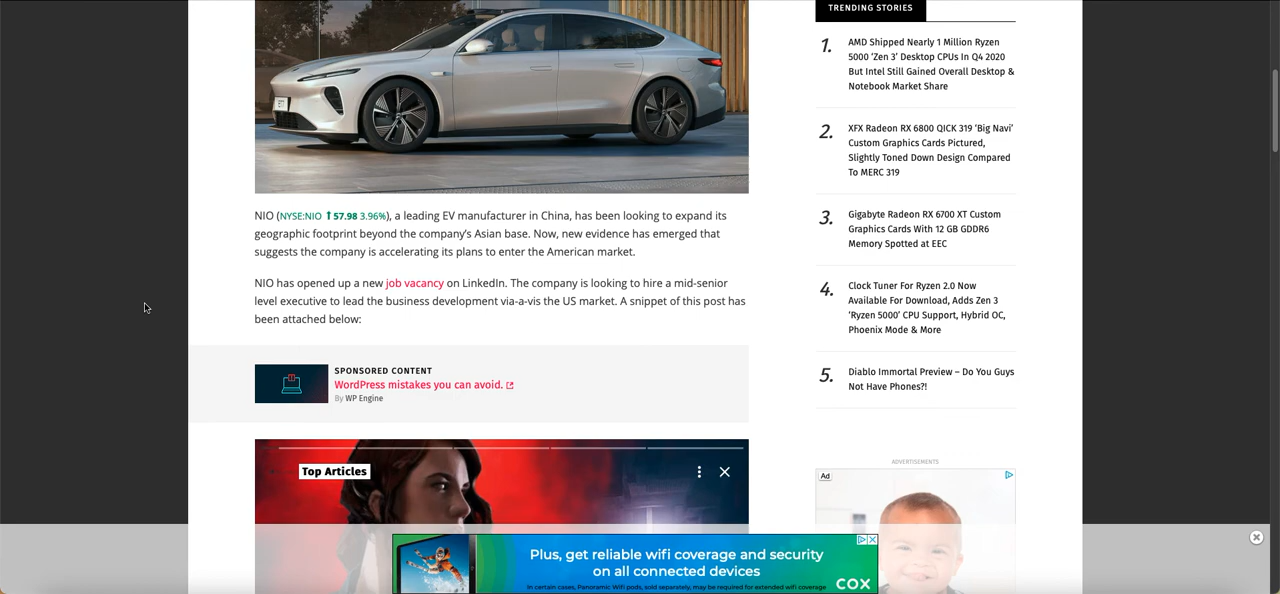 NIO (NYSE:NIO ⬆57.98 3.96%), a leading EV manufacturer in China, has been looking to expand its
geographic footprint beyond the company's Asian base. Now, new evidence has emerged that
suggests the company is accelerating its plans to enter the American market.
NIO has opened up a new job vacancy on LinkedIn. The company is looking to hire a mid-senior
level executive to lead the business development via-a-vis the US market. A snippet of this post has
been attached below:
SPONSORED CONTENT
WordPress mistakes you can avoid.
By WP Engine
Top Articles
TRENDING STORIES
1.
AMD Shipped Nearly 1 Million Ryzen
5000 ‘Zen 3’ Desktop CPUs In Q4 2020
But Intel Still Gained Overall Desktop &
Notebook Market Share
2.
XFX Radeon RX 6800 QICK 319 ‘Big Navi’
Custom Graphics Cards Pictured,
Slightly Toned Down Design Compared
To MERC 319
3.
Gigabyte Radeon RX 6700 XT Custom
Graphics Cards With 12 GB GDDR6
Memory Spotted at EEC
4.
Clock Tuner For Ryzen 2.0 Now
Available For Download, Adds Zen 3
‘Ryzen 5000’ CPU Support, Hybrid OC,
Phoenix Mode & More
5.
Diablo Immortal Preview – Do You Guys
Not Have Phones?!
ADVERTISEMENTS
Ad
Plus, get reliable wifi coverage and security
on all connected devices
In certain cases, Panoramic Wifi pods, sold separately, may be required for extended wifi coverage
COX